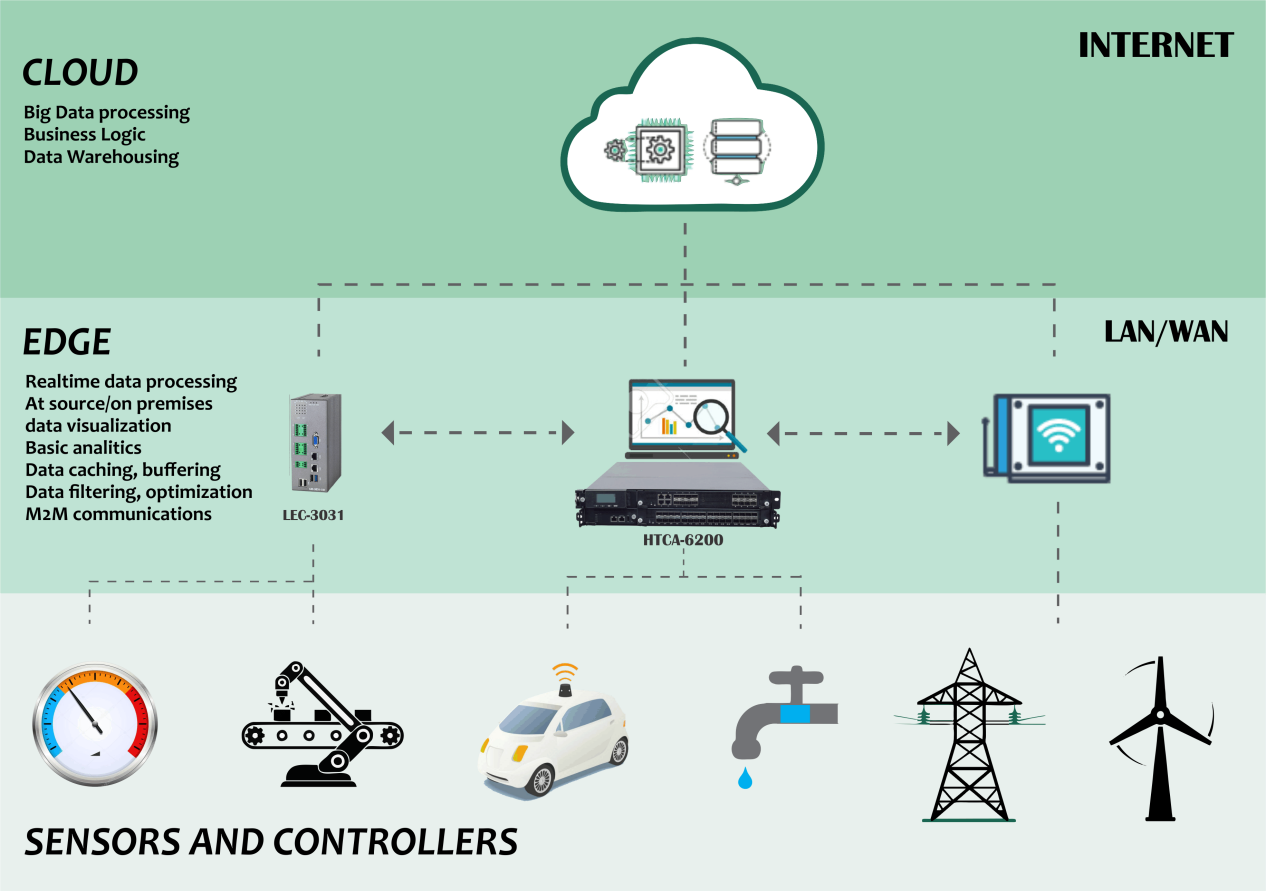 CLOUD
INTERNET
Big Data processing
Business Logic
Data Warehousing
EDGE
LAN/WAN
Realtime data processing
At source/on premises
data visualization
Basic analitics
Data caching, buffering
Data filtering, optimization
M2M communications
LEC-3031
HTCA-6200
SENSORS AND CONTROLLERS